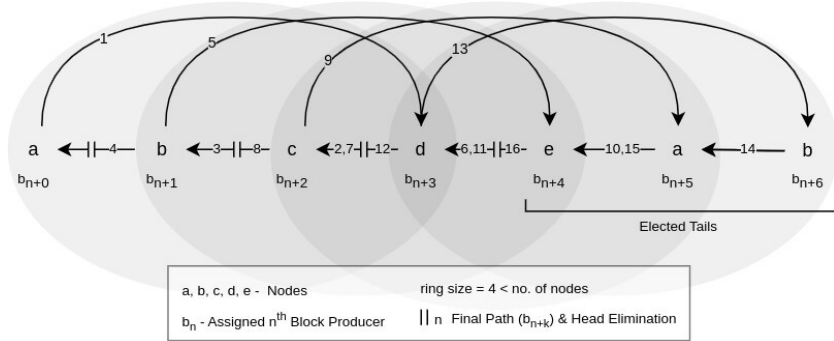 1 5 9 13
a 4 b 3 8 c 2,7 12 d 6,11 16 e 10,15 a 14 b
bn+0 bn+1 bn+2 bn+3 bn+4 bn+5 bn+6
Elected Tails
a, b, c, d, e - Nodes ring size = 4 < no. of nodes
bn - Assigned nth Block Producer || n Final Path (bn+k) & Head Elimination